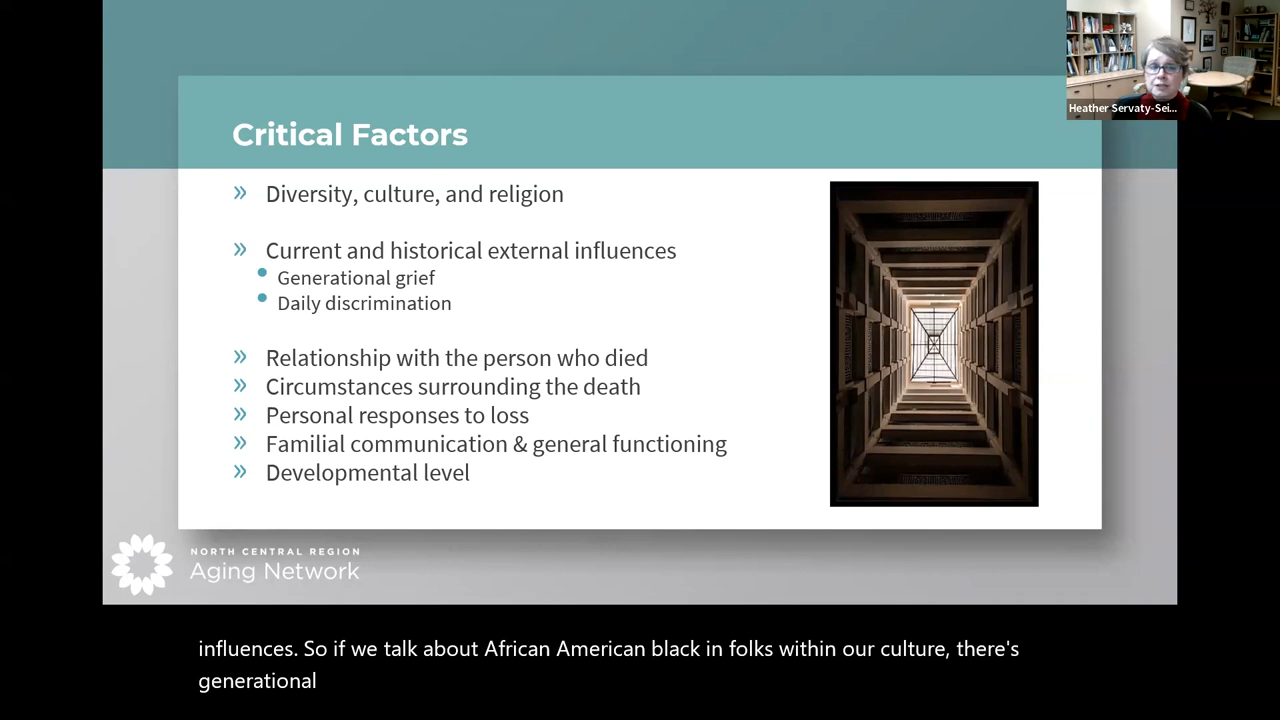 Heather Servaty-Sei...
Critical Factors
» Diversity, culture, and religion
» Current and historical external influences
• Generational grief
• Daily discrimination
» Relationship with the person who died
» Circumstances surrounding the death
» Personal responses to loss
» Familial communication & general functioning
» Developmental level
NORTH CENTRAL REGION
Aging Network
influences. So if we talk about African American black in folks within our culture, there's
generational